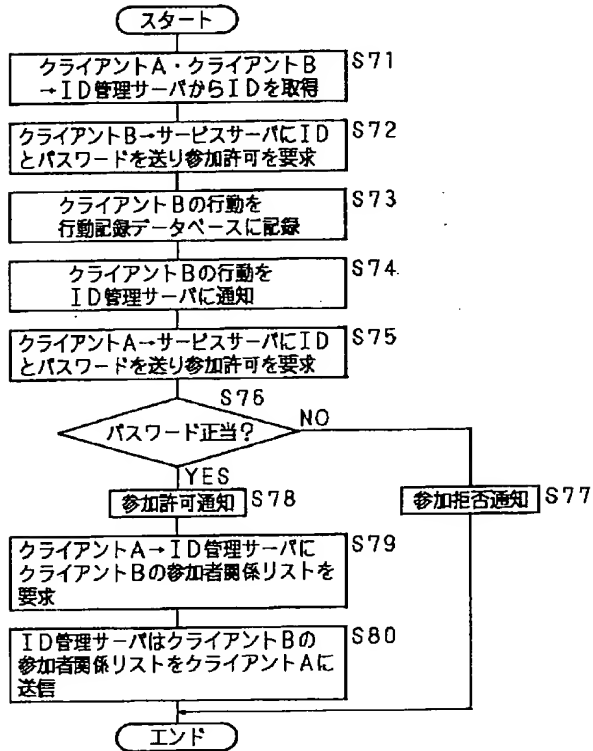 スタート
クライアントA・クライアントB
→ID管理サーバからIDを取得
S71
クライアントB→サービスサーバにID
とパスワードを送り参加許可を要求
S72
クライアントBの行動を
行動記録データベースに記録
S73
クライアントBの行動を
ID管理サーバに通知
S74
クライアントA→サービスサーバにID
とパスワードを送り参加許可を要求
S75
S76
パスワード正当?
NO
YES
参加許可通知 S78
参加拒否通知 S77
クライアントA→ID管理サーバに
クライアントBの参加者関係リストを
要求
S79
ID管理サーバはクライアントBの
参加者関係リストをクライアントAに
送信
S80
エンド